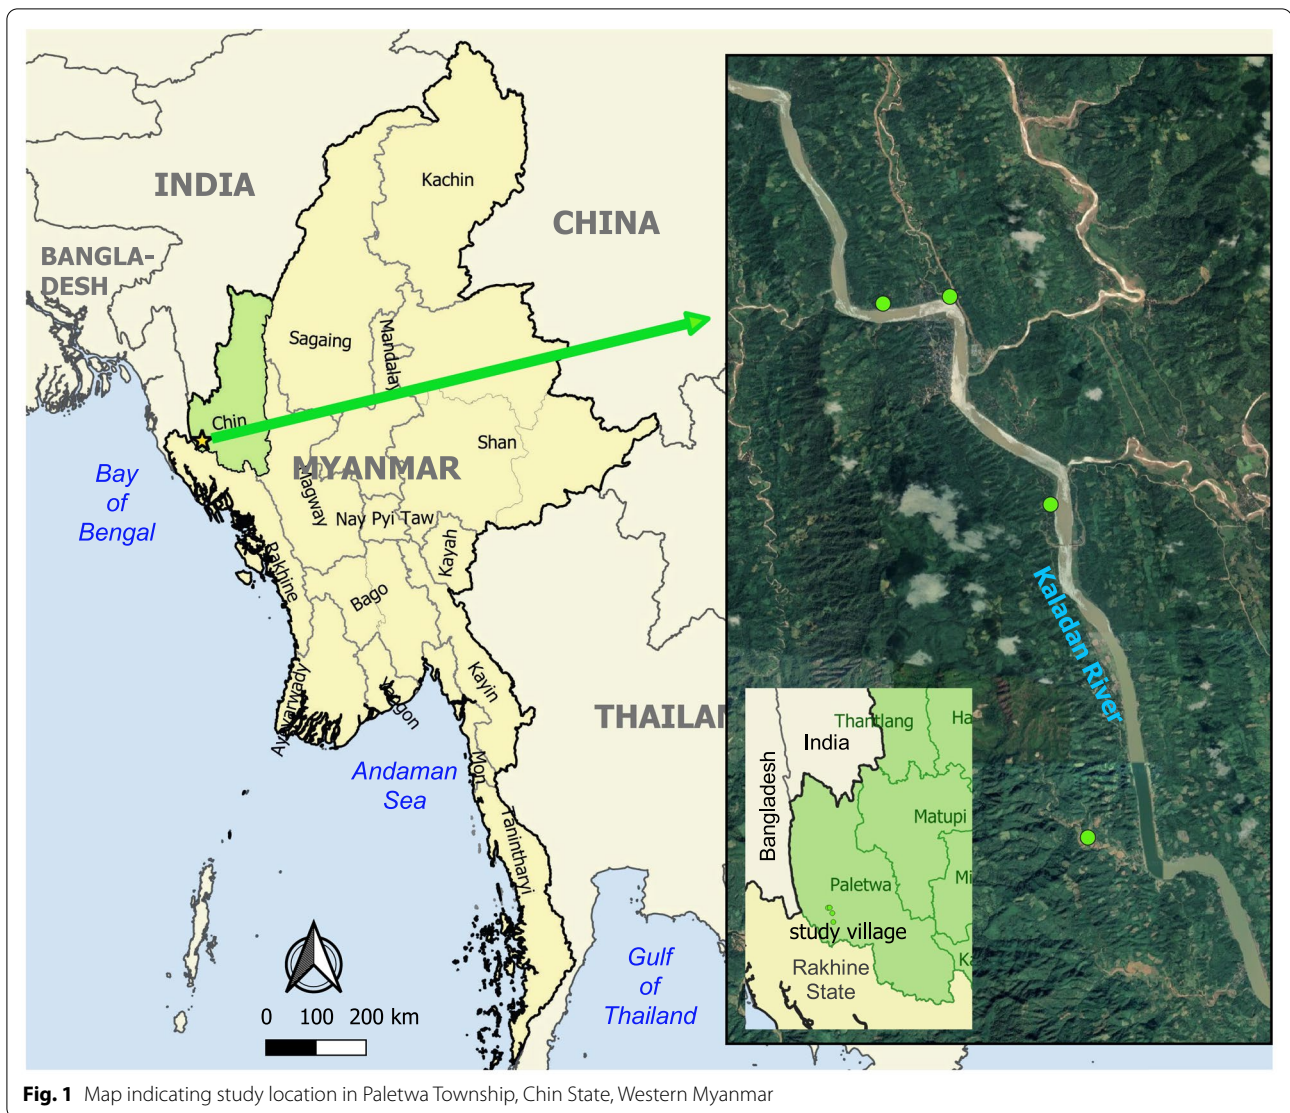 INDIA
CHINA
BANGLA-
DESH
MYANMAR
THAILAN
Kachin
Sagaing
Mandalay
Chin
Shan
Magway
Nay Pyi Taw
Kayah
Rakhine
Bago
Kayin
Ayeyarwady
Yagon
Mon
Tanintharyi
Bay
of
Bengal
Andaman
Sea
Gulf
of
Thailand
0 100 200 km
Kaladan River
Thantlang
Ha
India
Bangladesh
Matupi
Paletwa
Mi
study village
Rakhine
State
Ka
Fig. 1 Map indicating study location in Paletwa Township, Chin State, Western Myanmar